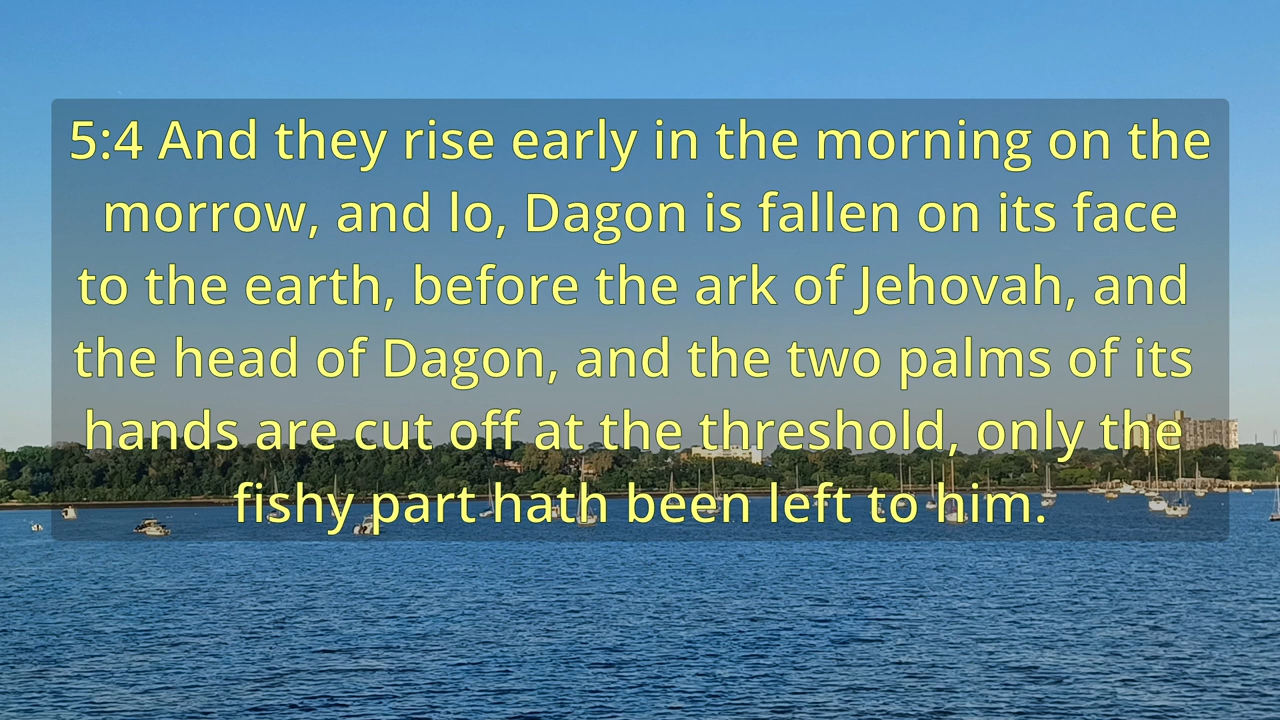 5:4 And they rise early in the morning on the
morrow, and lo, Dagon is fallen on its face
to the earth, before the ark of Jehovah, and
the head of Dagon, and the two palms of its
hands are cut off at the threshold, only the
fishy part hath been left to him.